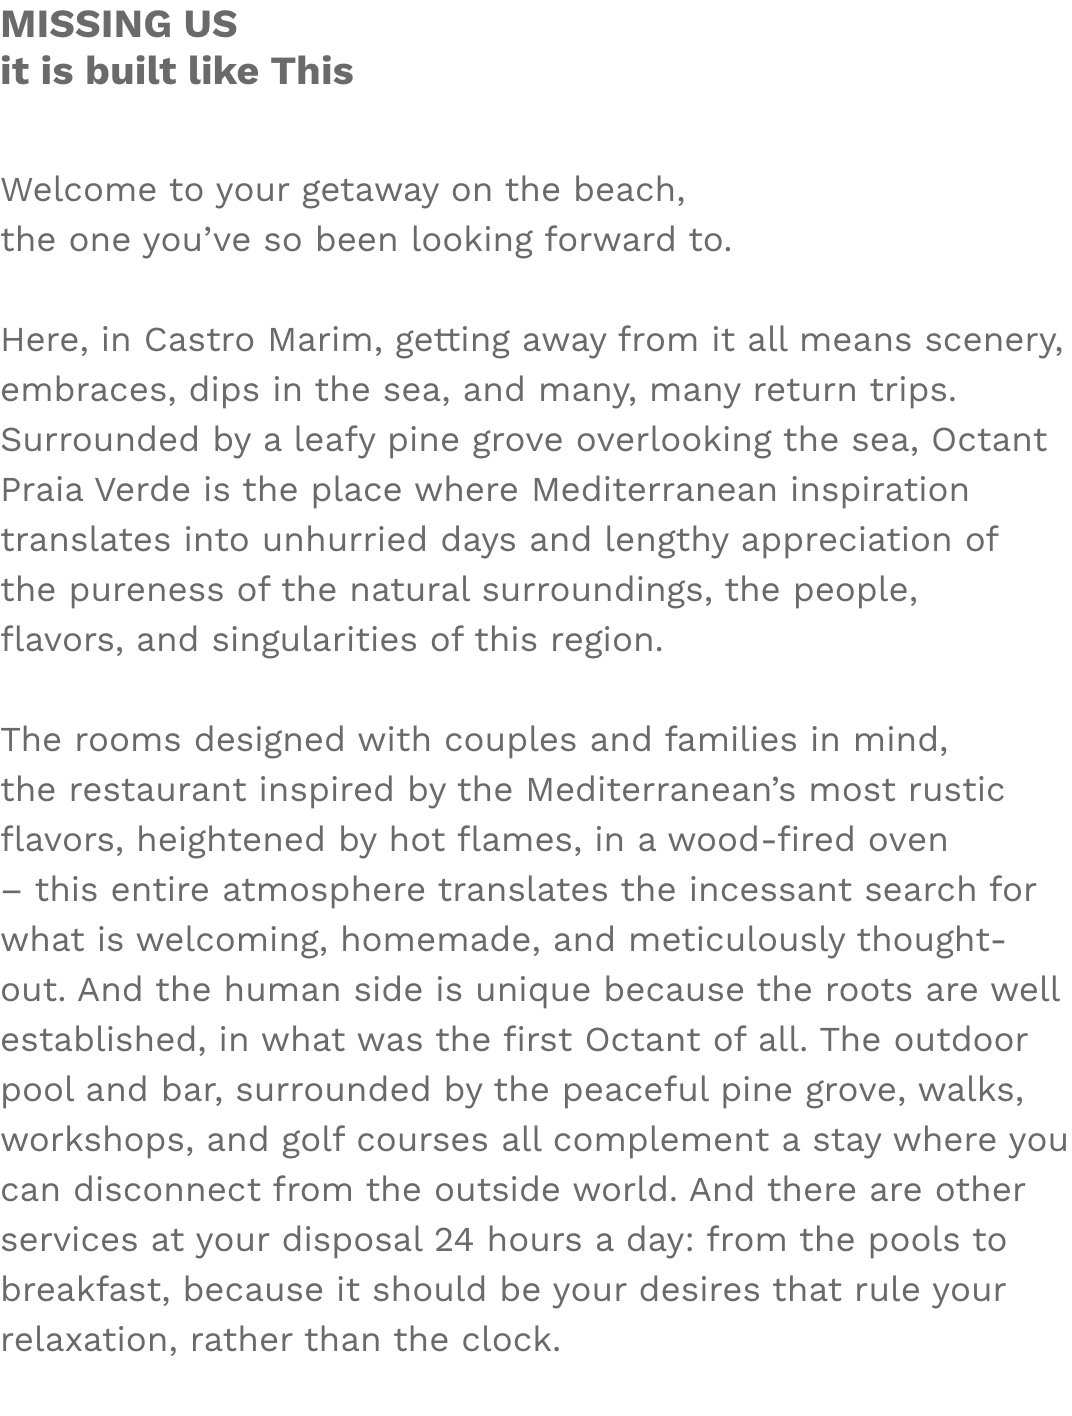 MISSING US
it is built like This
Welcome to your getaway on the beach,
the one you’ve so been looking forward to.
Here, in Castro Marim, getting away from it all means scenery,
embraces, dips in the sea, and many, many return trips.
Surrounded by a leafy pine grove overlooking the sea, Octant
Praia Verde is the place where Mediterranean inspiration
translates into unhurried days and lengthy appreciation of
the pureness of the natural surroundings, the people,
flavors, and singularities of this region.
The rooms designed with couples and families in mind,
the restaurant inspired by the Mediterranean’s most rustic
flavors, heightened by hot flames, in a wood-fired oven
– this entire atmosphere translates the incessant search for
what is welcoming, homemade, and meticulously thought-
out. And the human side is unique because the roots are well
established, in what was the first Octant of all. The outdoor
pool and bar, surrounded by the peaceful pine grove, walks,
workshops, and golf courses all complement a stay where you
can disconnect from the outside world. And there are other
services at your disposal 24 hours a day: from the pools to
breakfast, because it should be your desires that rule your
relaxation, rather than the clock.